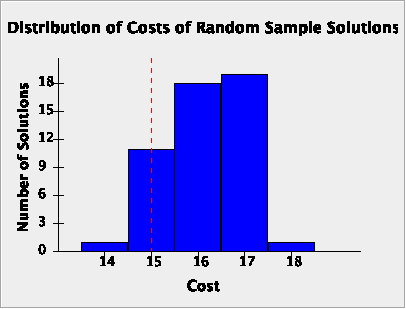 Distribution of Costs of Random Sample Solutions
Number of Solutions
18
15
12
9
6
3
0
14 15 16 17 18
Cost